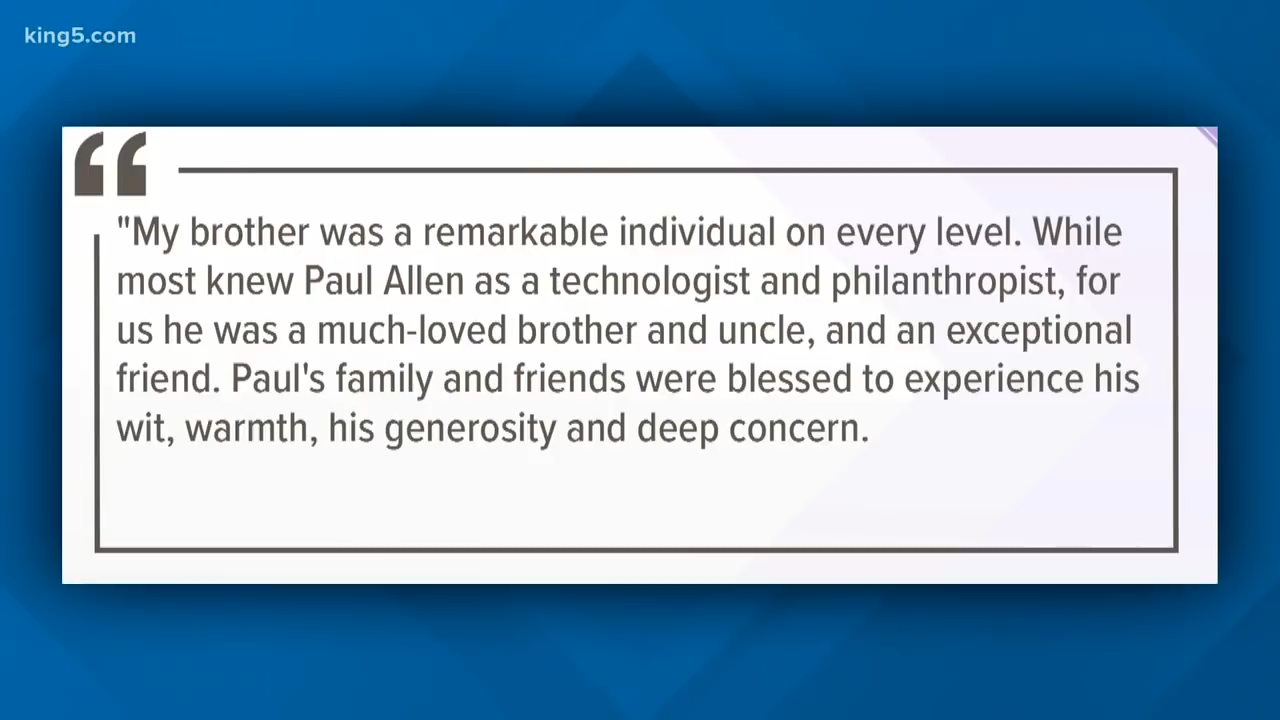 king5.com
"My brother was a remarkable individual on every level. While
most knew Paul Allen as a technologist and philanthropist, for
us he was a much-loved brother and uncle, and an exceptional
friend. Paul's family and friends were blessed to experience his
wit, warmth, his generosity and deep concern.